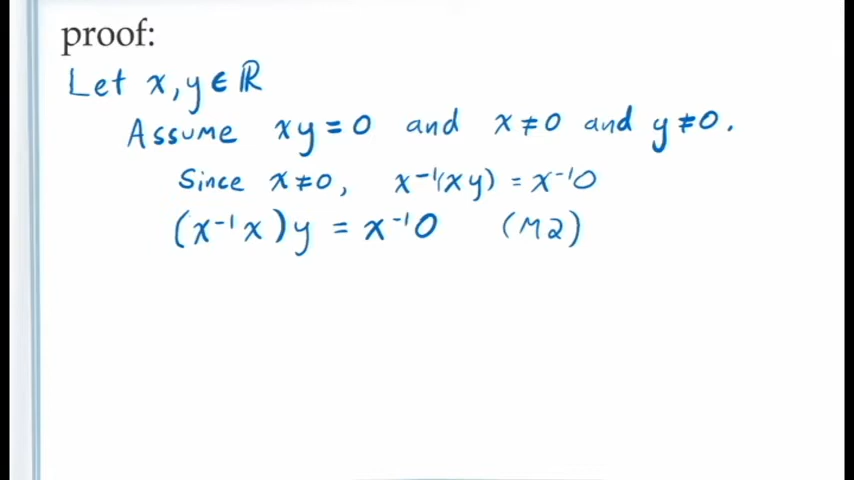 proof:
Let x, y ∈ ℝ
Assume xy = 0 and x ≠ 0 and y ≠ 0.
Since x ≠ 0, x⁻¹(xy) = x⁻¹0
(x⁻¹x)y = x⁻¹0 (M2)